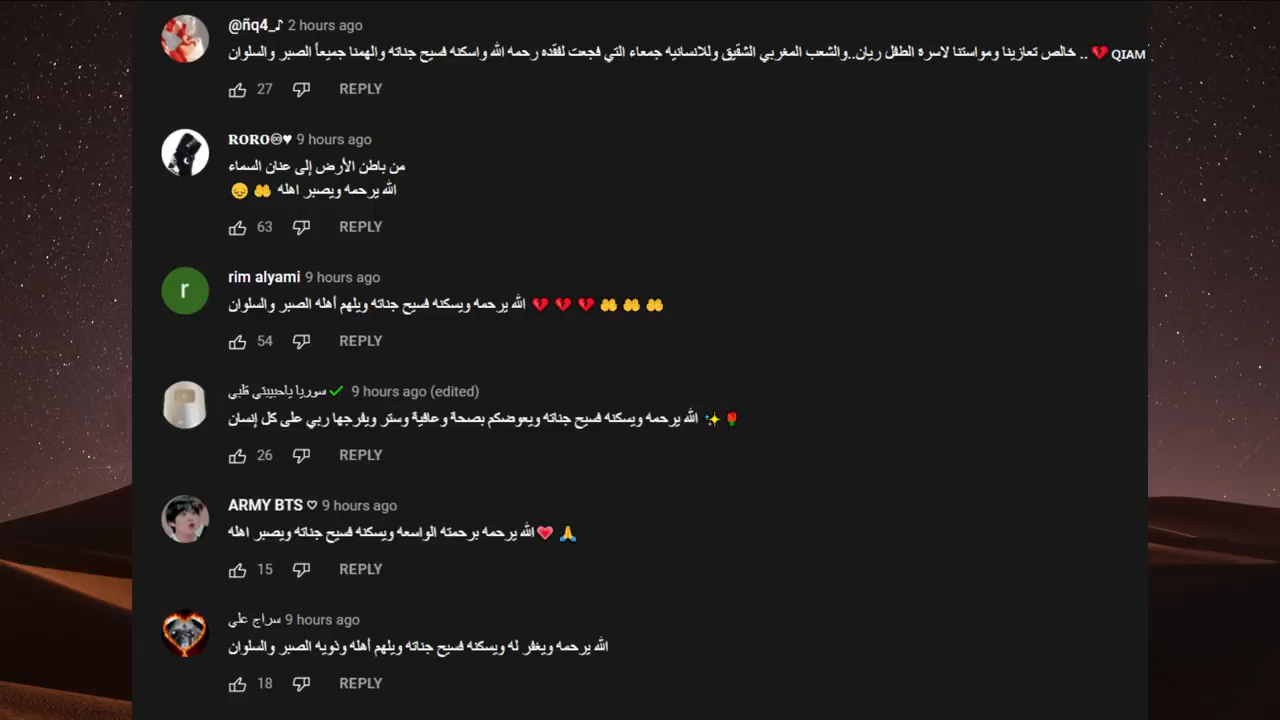 @ñq4_♪ 2 hours ago
خالص تعازينا ومواستنا لاسرة الطفل ريان..والشعب المغربي الشقيق وللانسانيه جمعاء التي فجعت لفقده رحمه الله واسكنه فسيح جناته والهمنا جميعاً الصبر والسلوان .. 💔 QIAM
27 REPLY
RORO♾♥ 9 hours ago
من باطن الأرض إلى عنان السماء
الله يرحمه ويصبر اهله 🤲 😞
63 REPLY
rim alyami 9 hours ago
r
الله يرحمه ويسكنه فسيح جناته ويلهم أهله الصبر والسلوان 💔 💔 💔 🤲 🤲 🤲
54 REPLY
سوريا ياحبيبتي قلبي ✓ 9 hours ago (edited)
الله يرحمه ويسكنه فسيح جناته ويعوضكم بصحة وعافية وستر ويفرجها ربي على كل إنسان ✨ 🌹
26 REPLY
ARMY BTS ♡ 9 hours ago
الله يرحمه برحمته الواسعه ويسكنه فسيح جناته ويصبر اهله ❤ 🙏
15 REPLY
سراج علي 9 hours ago
الله يرحمه ويغفر له ويسكنه فسيح جناته ويلهم أهله وذويه الصبر والسلوان
18 REPLY